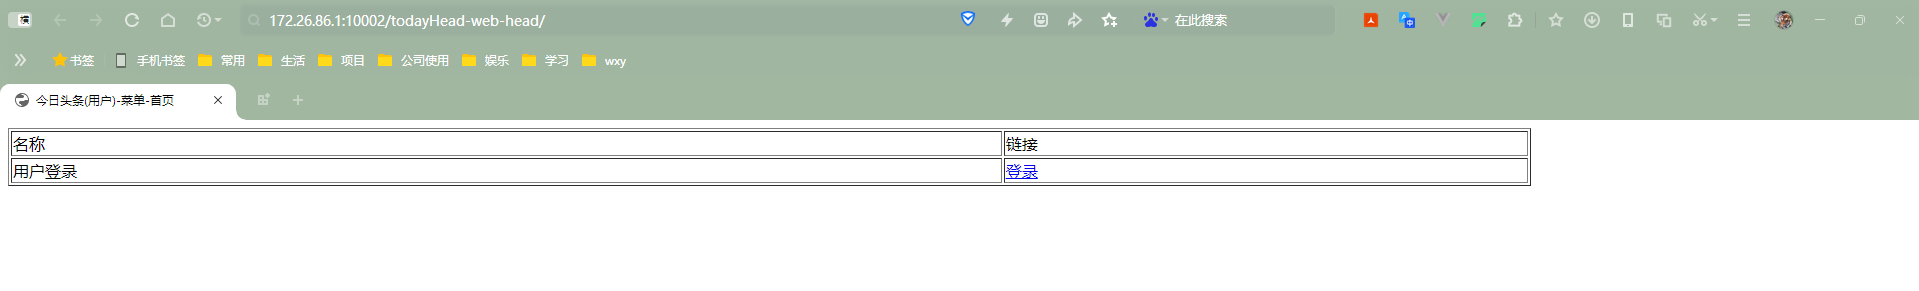 横
172.26.86.1:10002/todayHead-web-head/ 在此搜索
书签 手机书签 常用 生活 项目 公司使用 娱乐 学习 wxy
今日头条(用户)-菜单-首页
名称 链接
用户登录 登录